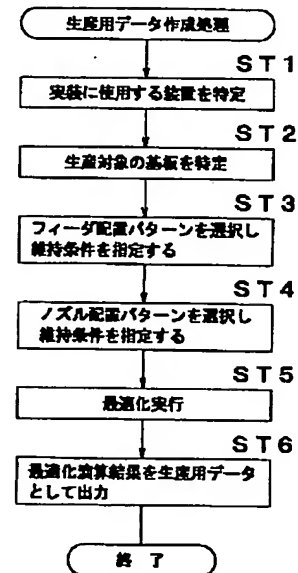 生産用データ作成処理
ST1
実装に使用する装置を特定
ST2
生産対象の基板を特定
ST3
フィーダ配置パターンを選択し
維持条件を指定する
ST4
ノズル配置パターンを選択し
維持条件を指定する
ST5
最適化実行
ST6
最適化演算結果を生産用データ
として出力
終 了